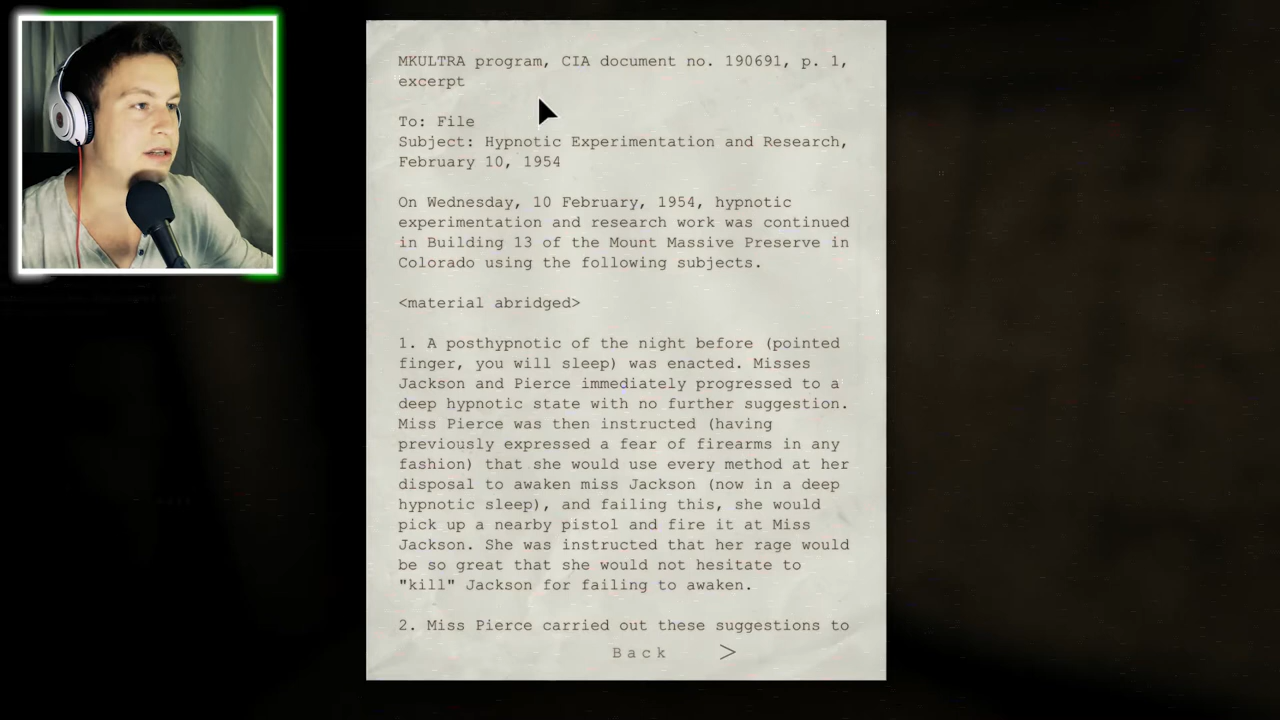 MKULTRA program, CIA document no. 190691, p. 1,
excerpt
To: File
Subject: Hypnotic Experimentation and Research,
February 10, 1954
On Wednesday, 10 February, 1954, hypnotic
experimentation and research work was continued
in Building 13 of the Mount Massive Preserve in
Colorado using the following subjects.
<material abridged>
1. A posthypnotic of the night before (pointed
finger, you will sleep) was enacted. Misses
Jackson and Pierce immediately progressed to a
deep hypnotic state with no further suggestion.
Miss Pierce was then instructed (having
previously expressed a fear of firearms in any
fashion) that she would use every method at her
disposal to awaken miss Jackson (now in a deep
hypnotic sleep), and failing this, she would
pick up a nearby pistol and fire it at Miss
Jackson. She was instructed that her rage would
be so great that she would not hesitate to
"kill" Jackson for failing to awaken.
2. Miss Pierce carried out these suggestions to
Back >